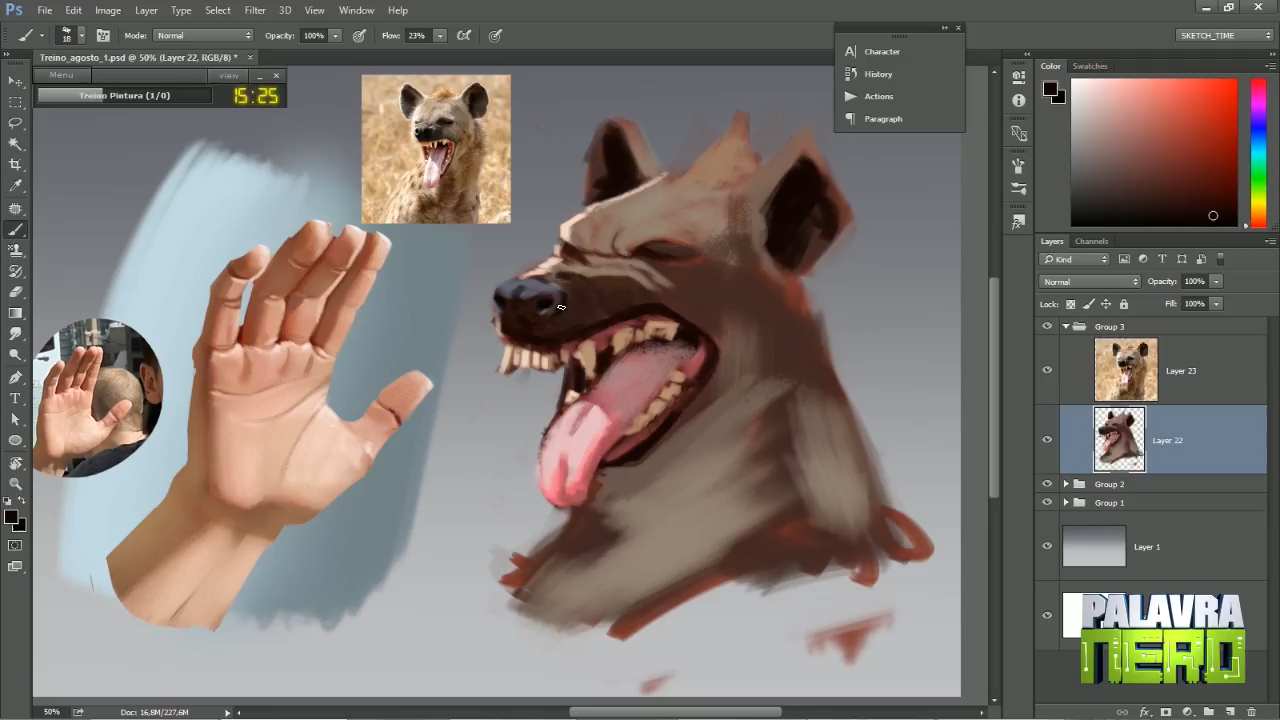 Ps File Edit Image Layer Type Select Filter 3D View Window Help
18 Mode: Normal Opacity: 100% Flow: 23% SKETCH_TIME
Treino_agosto_1.psd @ 50% (Layer 22, RGB/8) * ×
Menu view
Treino Pintura (1/0) 15:25
Character
History
Actions
Paragraph
Color Swatches
Layers Channels
Kind
Normal Opacity: 100%
Lock: Fill: 100%
Group 3
Layer 23
Layer 22
Group 2
Group 1
Layer 1
PALAVRA
NERD
50% Doc: 16,8M/227,6M